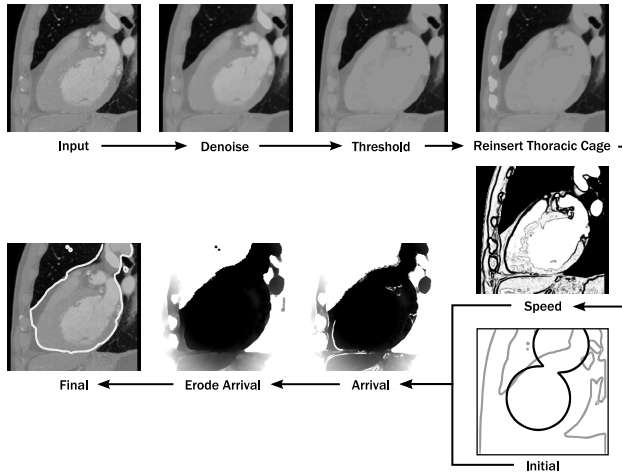 Input
Denoise
Threshold
Reinsert Thoracic Cage
Speed
Final
Erode Arrival
Arrival
Initial